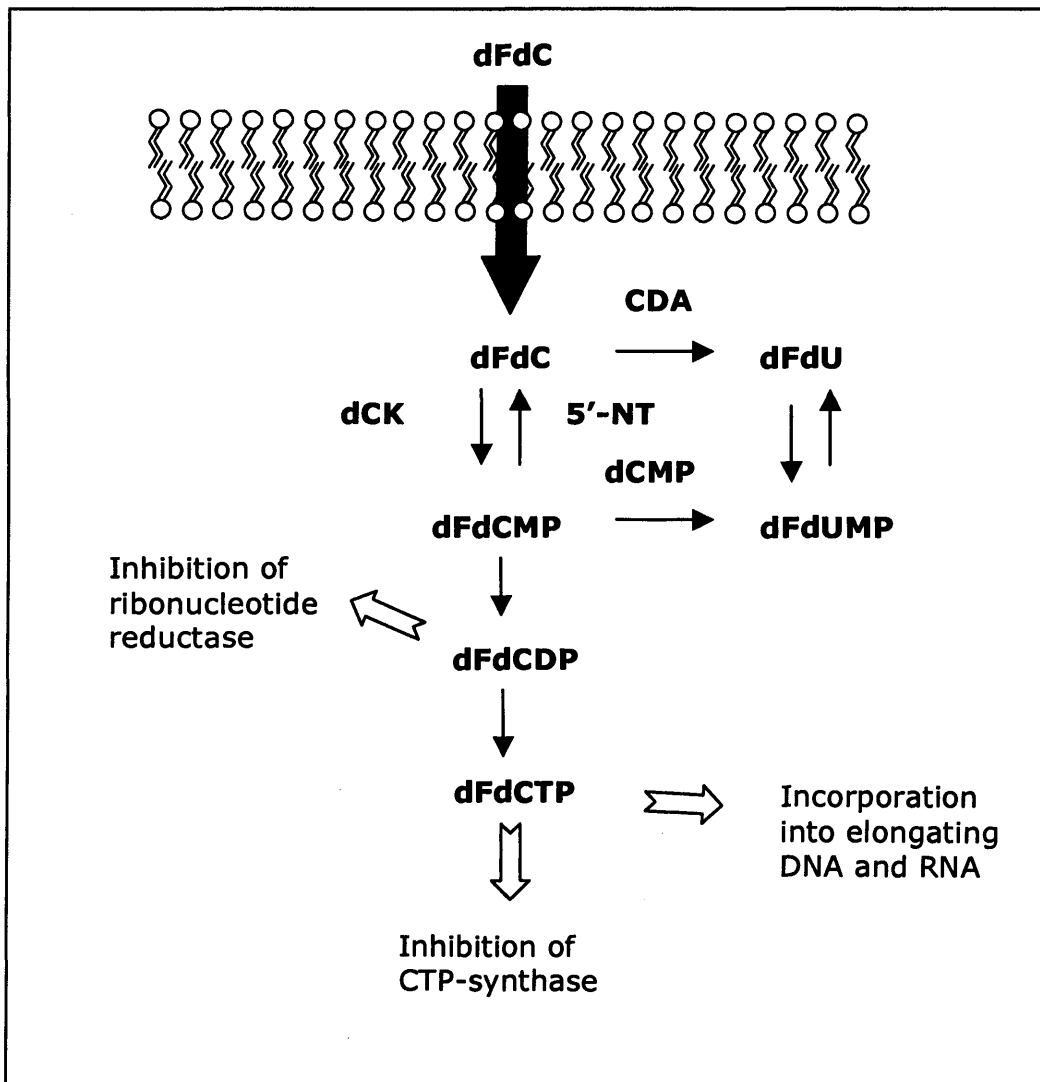 dFdC
CDA
dFdC
dFdU
dCK
5′-NT
dCMP
dFdCMP
dFdUMP
Inhibition of
ribonucleotide
reductase
dFdCDP
dFdCTP
Incorporation
into elongating
DNA and RNA
Inhibition of
CTP-synthase